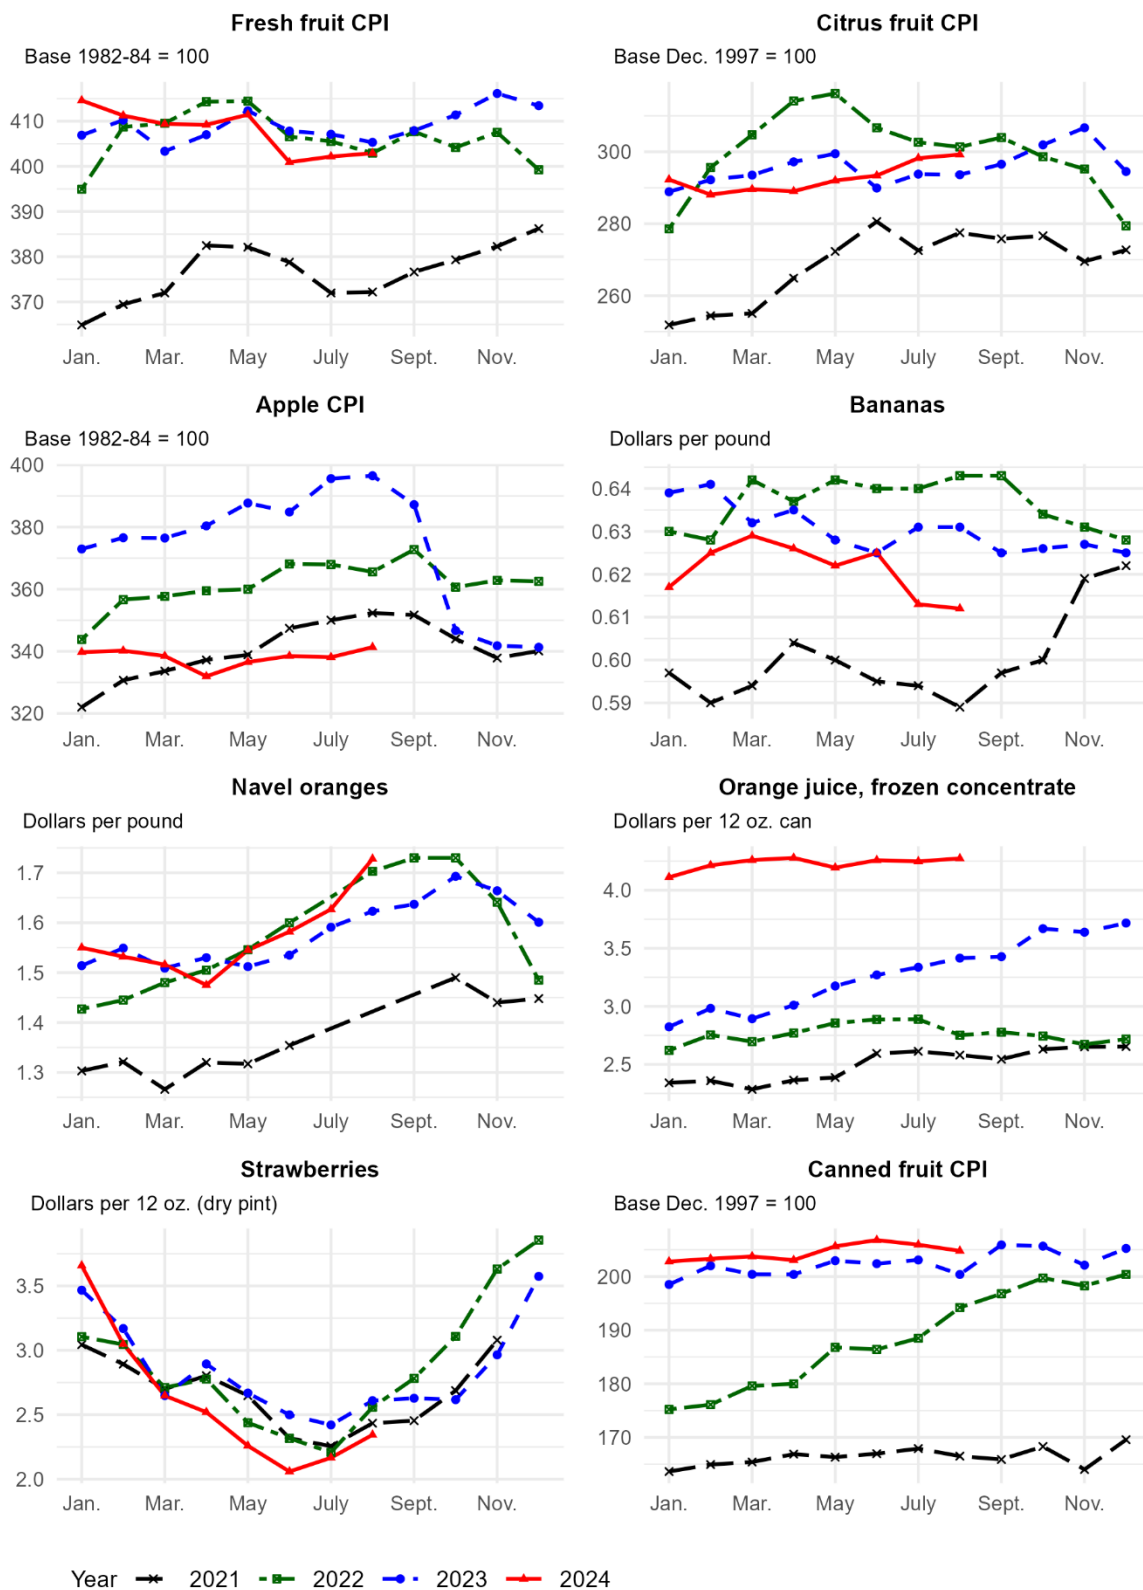 Fresh fruit CPI
Base 1982-84 = 100
410
400
390
380
370
Jan. Mar. May July Sept. Nov.
Citrus fruit CPI
Base Dec. 1997 = 100
300
280
260
Jan. Mar. May July Sept. Nov.
Apple CPI
Base 1982-84 = 100
400
380
360
340
320
Jan. Mar. May July Sept. Nov.
Bananas
Dollars per pound
0.64
0.63
0.62
0.61
0.60
0.59
Jan. Mar. May July Sept. Nov.
Navel oranges
Dollars per pound
1.7
1.6
1.5
1.4
1.3
Jan. Mar. May July Sept. Nov.
Orange juice, frozen concentrate
Dollars per 12 oz. can
4.0
3.5
3.0
2.5
Jan. Mar. May July Sept. Nov.
Strawberries
Dollars per 12 oz. (dry pint)
3.5
3.0
2.5
2.0
Jan. Mar. May July Sept. Nov.
Canned fruit CPI
Base Dec. 1997 = 100
200
190
180
170
Jan. Mar. May July Sept. Nov.
Year 2021 2022 2023 2024